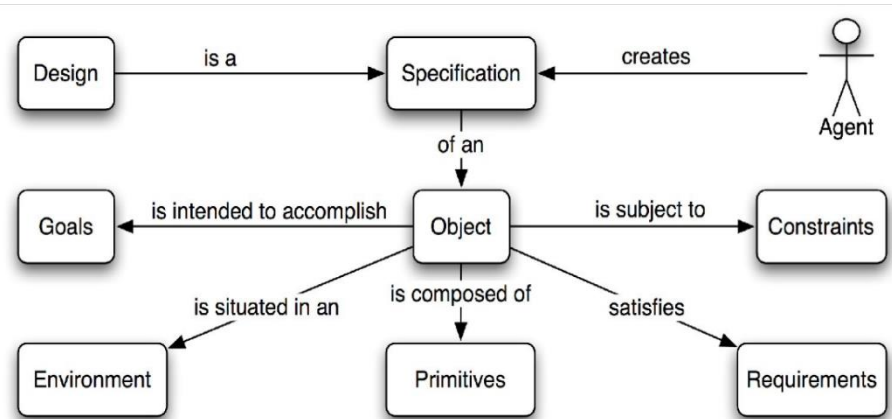 is a
creates
Design
Specification
Agent
of an
is intended to accomplish
is subject to
Goals
Object
Constraints
is situated in an
is composed of
satisfies
Environment
Primitives
Requirements